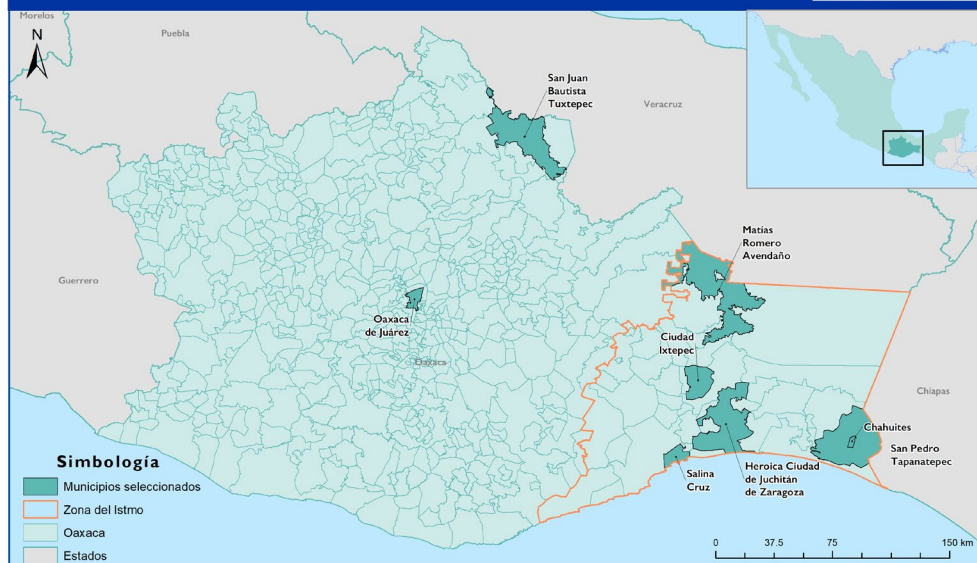 Morelos
Puebla
N
San Juan
Bautista
Tuxtepec
Veracruz
Matías
Romero
Avendaño
Guerrero
Oaxaca
de Juárez
Oaxaca
Ciudad
Ixtepec
Chiapas
Chahuites
San Pedro
Tapanatepec
Heroica Ciudad
de Juchitán
de Zaragoza
Salina
Cruz
Simbología
Municipios seleccionados
Zona del Istmo
Oaxaca
Estados
0 37.5 75 150 km